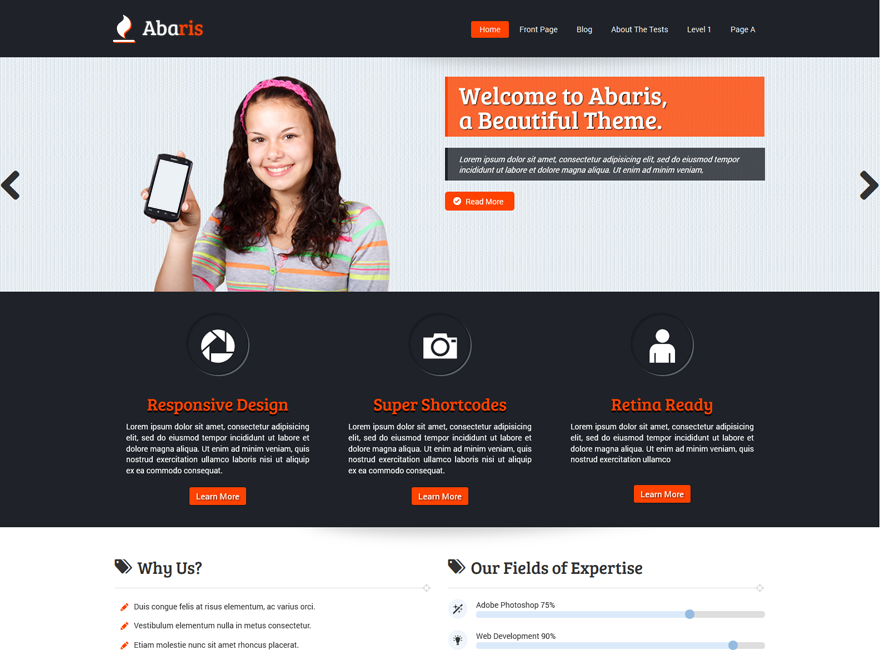 Abaris
Home
Front Page
Blog
About The Tests
Level 1
Page A
Welcome to Abaris,
a Beautiful Theme.
Lorem ipsum dolor sit amet, consectetur adipisicing elit, sed do eiusmod tempor
incididunt ut labore et dolore magna aliqua. Ut enim ad minim veniam,
Read More
Responsive Design
Lorem ipsum dolor sit amet, consectetur adipisicing
elit, sed do eiusmod tempor incididunt ut labore et
dolore magna aliqua. Ut enim ad minim veniam, quis
nostrud exercitation ullamco laboris nisi ut aliquip
ex ea commodo consequat.
Learn More
Super Shortcodes
Lorem ipsum dolor sit amet, consectetur adipisicing
elit, sed do eiusmod tempor incididunt ut labore et
dolore magna aliqua. Ut enim ad minim veniam, quis
nostrud exercitation ullamco laboris nisi ut aliquip
ex ea commodo consequat.
Learn More
Retina Ready
Lorem ipsum dolor sit amet, consectetur adipisicing
elit, sed do eiusmod tempor incididunt ut labore et
dolore magna aliqua. Ut enim ad minim veniam, quis
nostrud exercitation ullamco
Learn More
Why Us?
Duis congue felis at risus elementum, ac varius orci.
Vestibulum elementum nulla in metus consectetur.
Etiam molestie nunc sit amet rhoncus placerat.
Our Fields of Expertise
Adobe Photoshop 75%
Web Development 90%